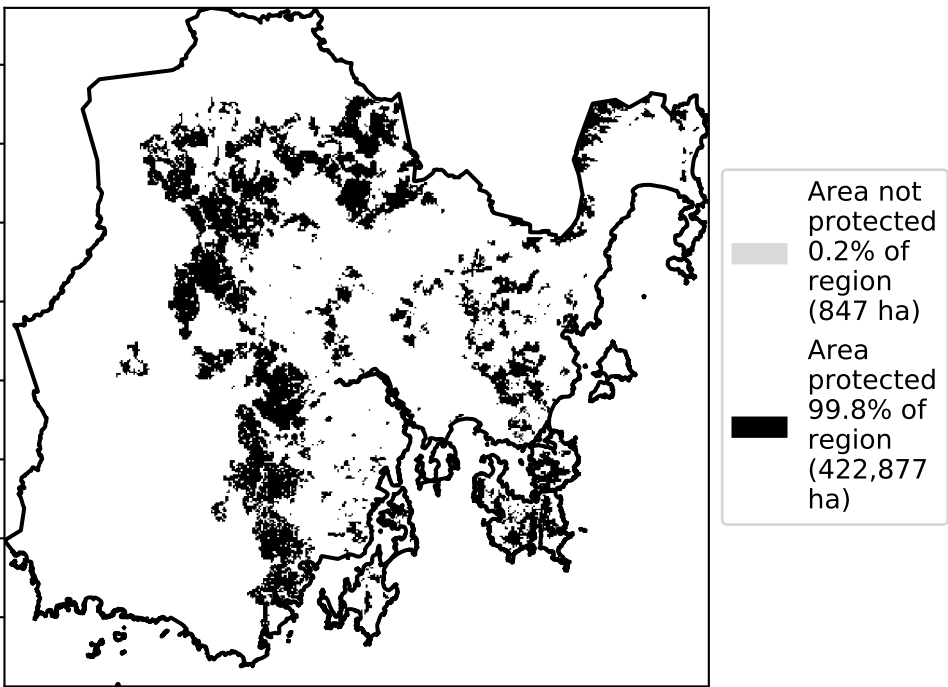 Area not
protected
0.2% of
region
(847 ha)
Area
protected
99.8% of
region
(422,877
ha)